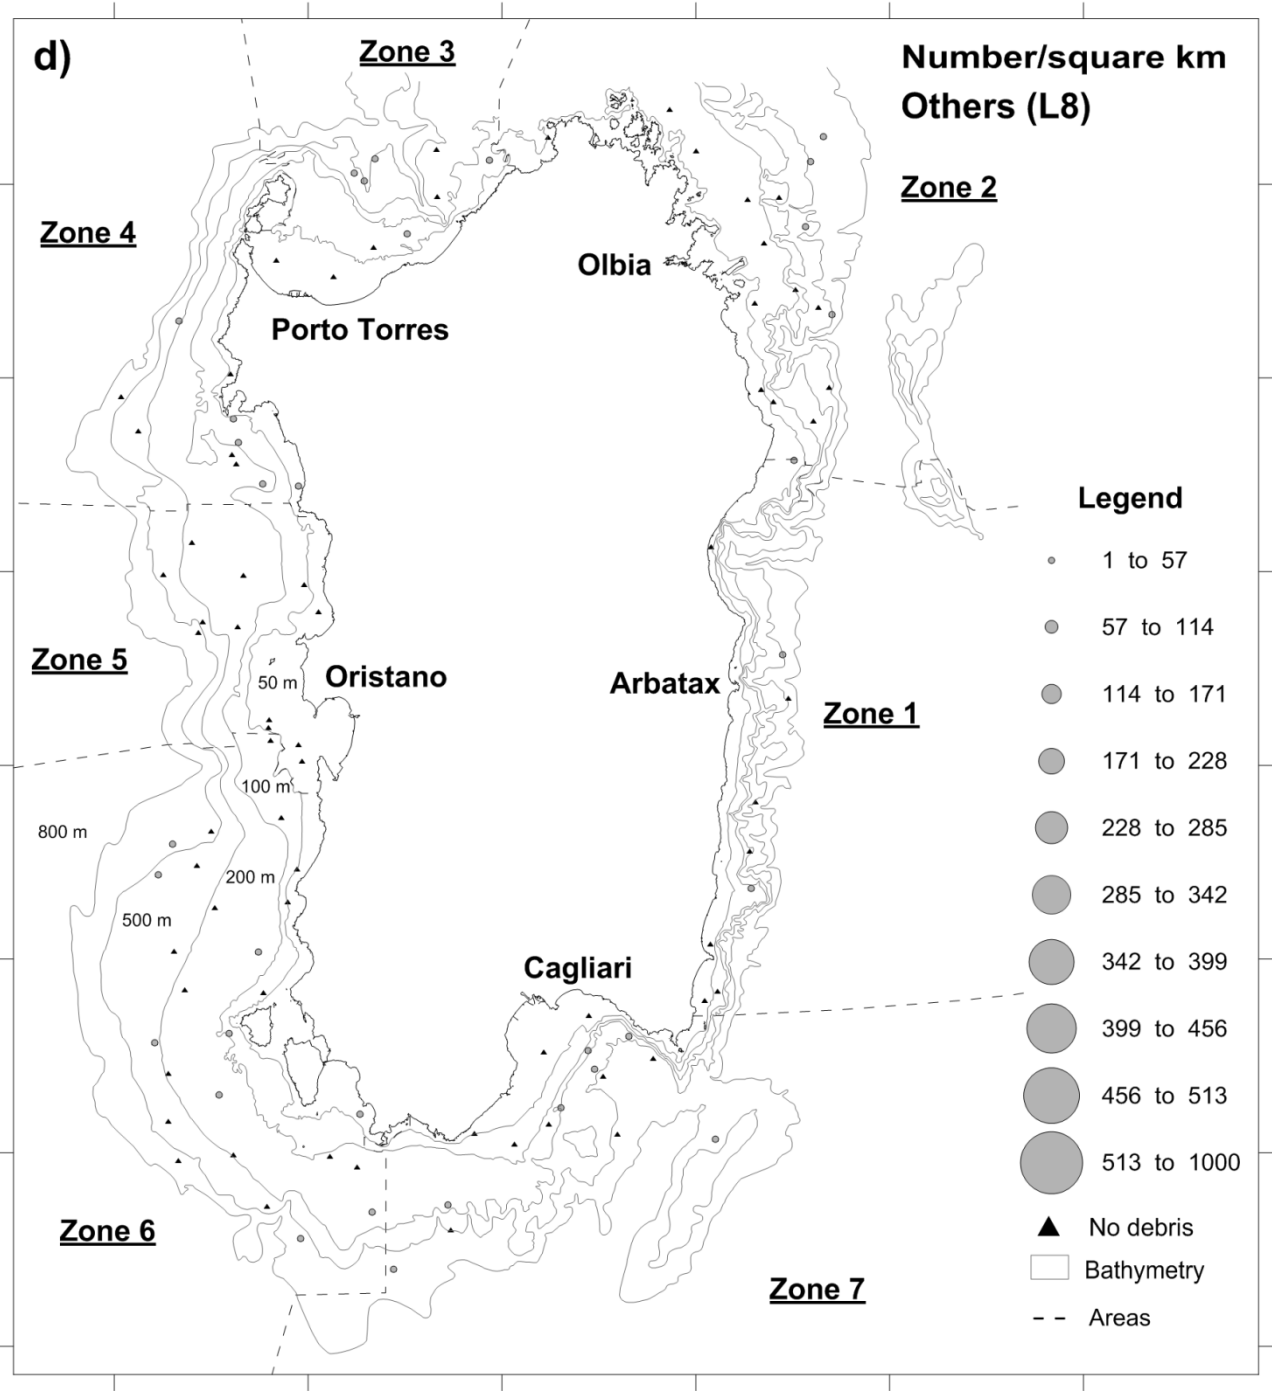 d)
Zone 3
Number/square km
Others (L8)
Zone 2
Zone 4
Olbia
Porto Torres
Legend
1 to 57
57 to 114
Zone 5
50 m
Oristano
Arbatax
114 to 171
Zone 1
171 to 228
100 m
800 m
228 to 285
200 m
285 to 342
500 m
Cagliari
342 to 399
399 to 456
456 to 513
513 to 1000
Zone 6
No debris
Bathymetry
Zone 7
Areas